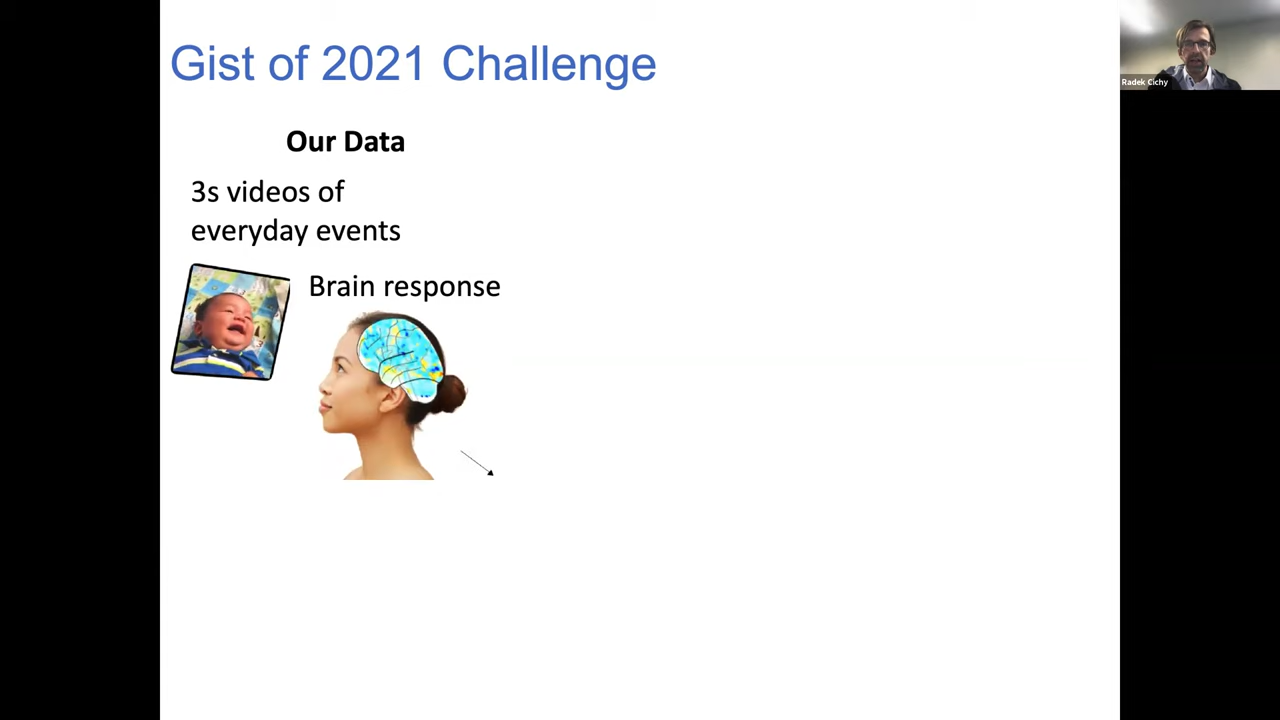 Gist of 2021 Challenge
Radek Cichy
Our Data
3s videos of
everyday events
Brain response